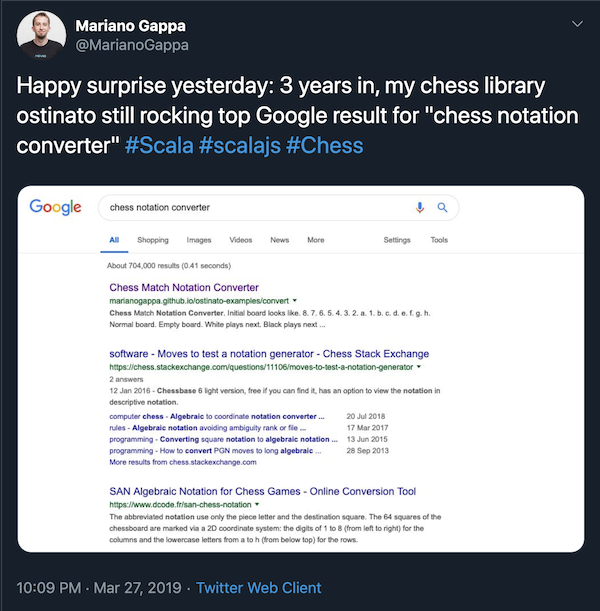 Mariano Gappa
@MarianoGappa
Happy surprise yesterday: 3 years in, my chess library
ostinato still rocking top Google result for "chess notation
converter" #Scala #scalajs #Chess
Google
chess notation converter
All Shopping Images Videos News More Settings Tools
About 704,000 results (0.41 seconds)
Chess Match Notation Converter
marianogappa.github.io/ostinato-examples/convert
Chess Match Notation Converter. Initial board looks like. 8. 7. 6. 5. 4. 3. 2. a. 1. b. c. d. e. f. g. h.
Normal board. Empty board. White plays next. Black plays next ...
software - Moves to test a notation generator - Chess Stack Exchange
https://chess.stackexchange.com/questions/11106/moves-to-test-a-notation-generator
2 answers
12 Jan 2016 - Chessbase 6 light version, free if you can find it, has an option to view the notation in
descriptive notation.
computer chess - Algebraic to coordinate notation converter ... 20 Jul 2018
rules - Algebraic notation avoiding ambiguity rank or file ... 17 Mar 2017
programming - Converting square notation to algebraic notation ... 13 Jun 2015
programming - How to convert PGN moves to long algebraic ... 28 Sep 2013
More results from chess.stackexchange.com
SAN Algebraic Notation for Chess Games - Online Conversion Tool
https://www.dcode.fr/san-chess-notation
The abbreviated notation use only the piece letter and the destination square. The 64 squares of the
chessboard are marked via a 2D coordinate system: the digits of 1 to 8 (from left to right) for the
columns and the lowercase letters from a to h (from below top) for the rows.
10:09 PM · Mar 27, 2019 · Twitter Web Client